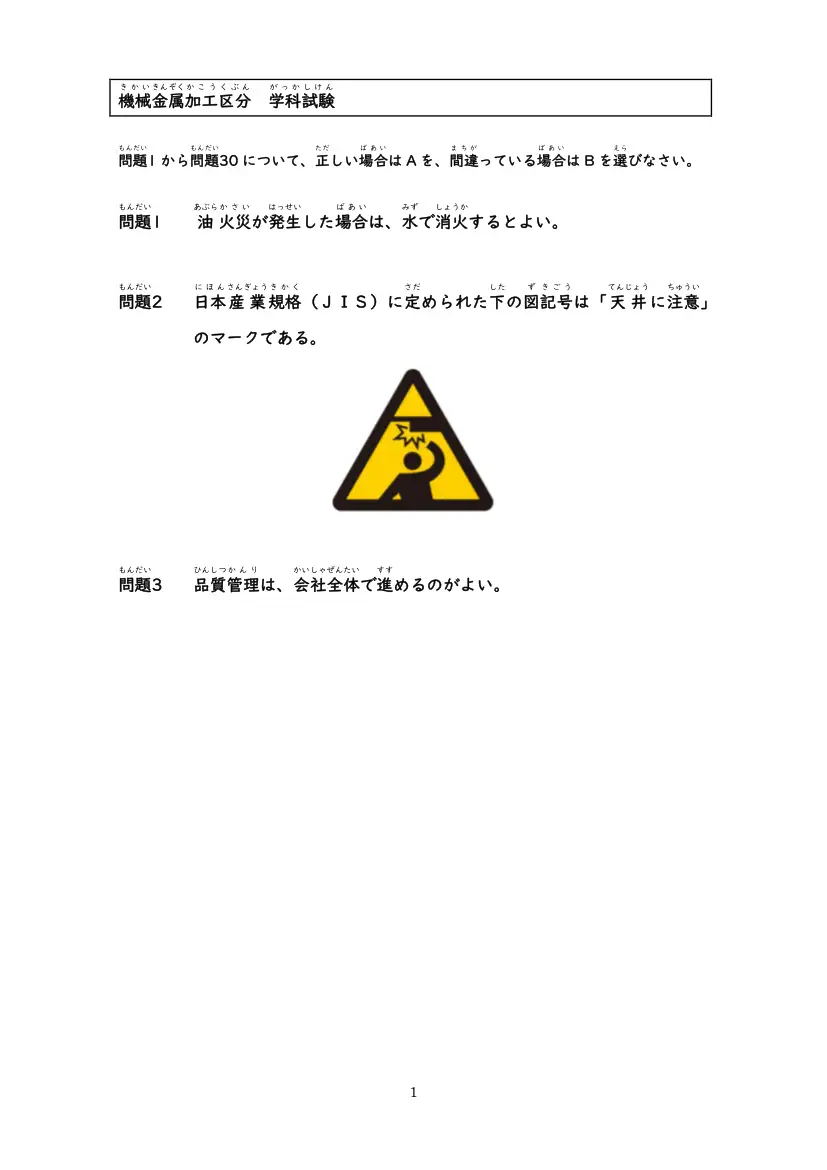 機械金属加工区分　学科試験
問題1から問題30について、正しい場合はAを、間違っている場合はBを選びなさい。
問題1　油火災が発生した場合は、水で消火するとよい。
問題2　日本産業規格（ＪＩＳ）に定められた下の図記号は「天井に注意」
のマークである。
問題3　品質管理は、会社全体で進めるのがよい。
1